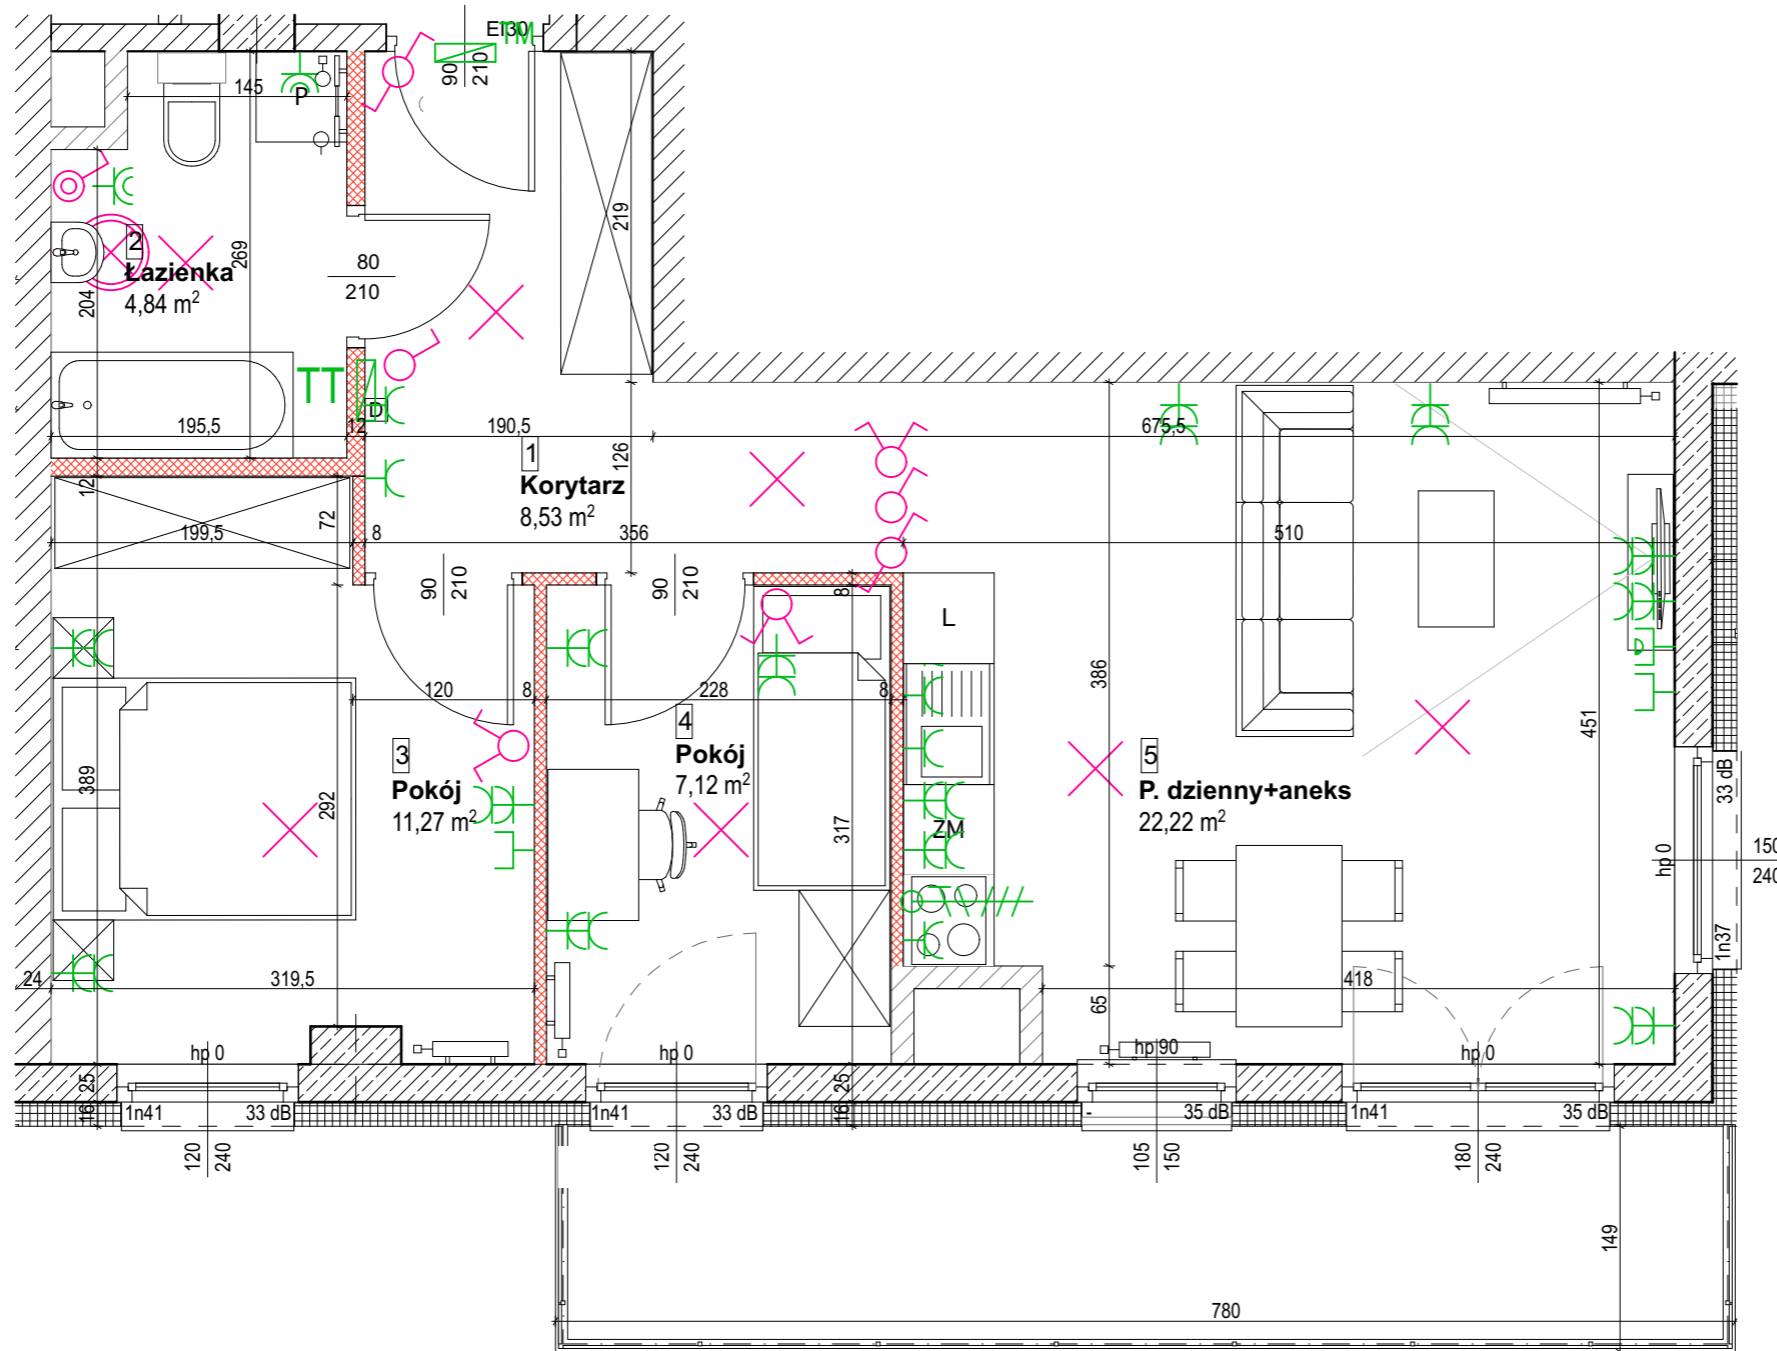 EI30
TM
90
210
145
P
2
Łazienka
4,84 m²
269
204
80
210
219
TT
D
195,5
12
190,5
675,5
1
Korytarz
8,53 m²
126
12
199,5
72
8
356
510
90
210
90
210
8
L
120
8
228
8
386
451
389
292
3
Pokój
11,27 m²
4
Pokój
7,12 m²
317
ZM
5
P. dzienny+aneks
22,22 m²
33 dB
hp 0
150
240
1n37
24
319,5
418
65
hp 0
hp 0
hp 90
hp 0
25
16
25
16
1n41
33 dB
1n41
33 dB
-
35 dB
1n41
35 dB
120
240
120
240
105
150
180
240
149
780